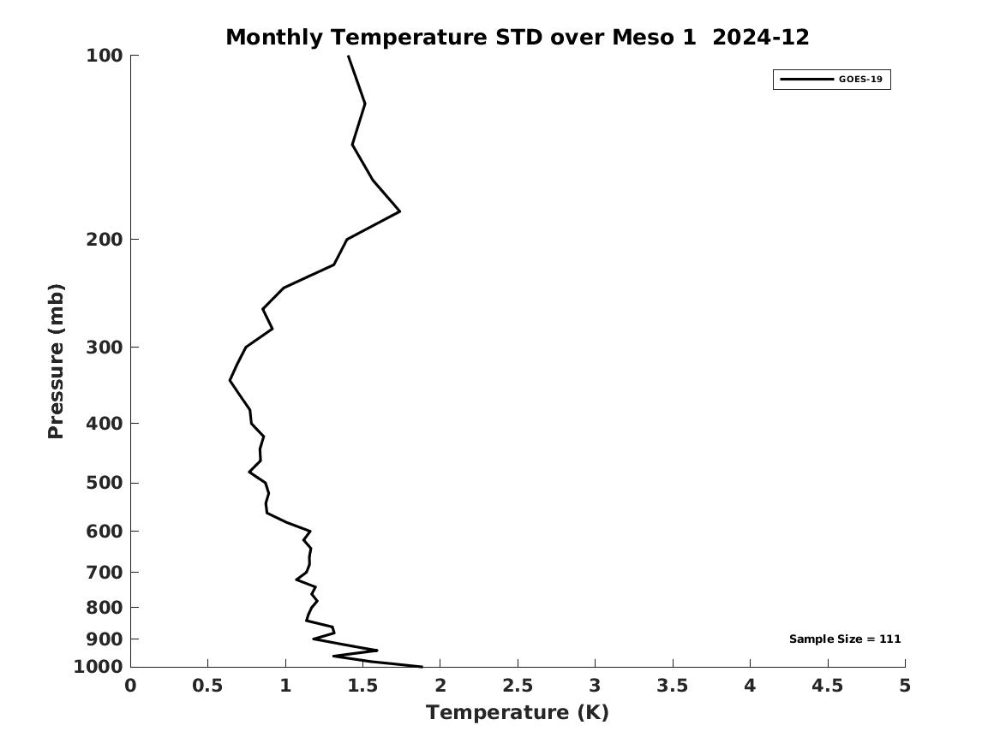 Monthly Temperature STD over Meso 1  2024-12
GOES-19
Pressure (mb)
100
200
300
400
500
600
700
800
900
1000
Sample Size = 111
0 0.5 1 1.5 2 2.5 3 3.5 4 4.5 5
Temperature (K)